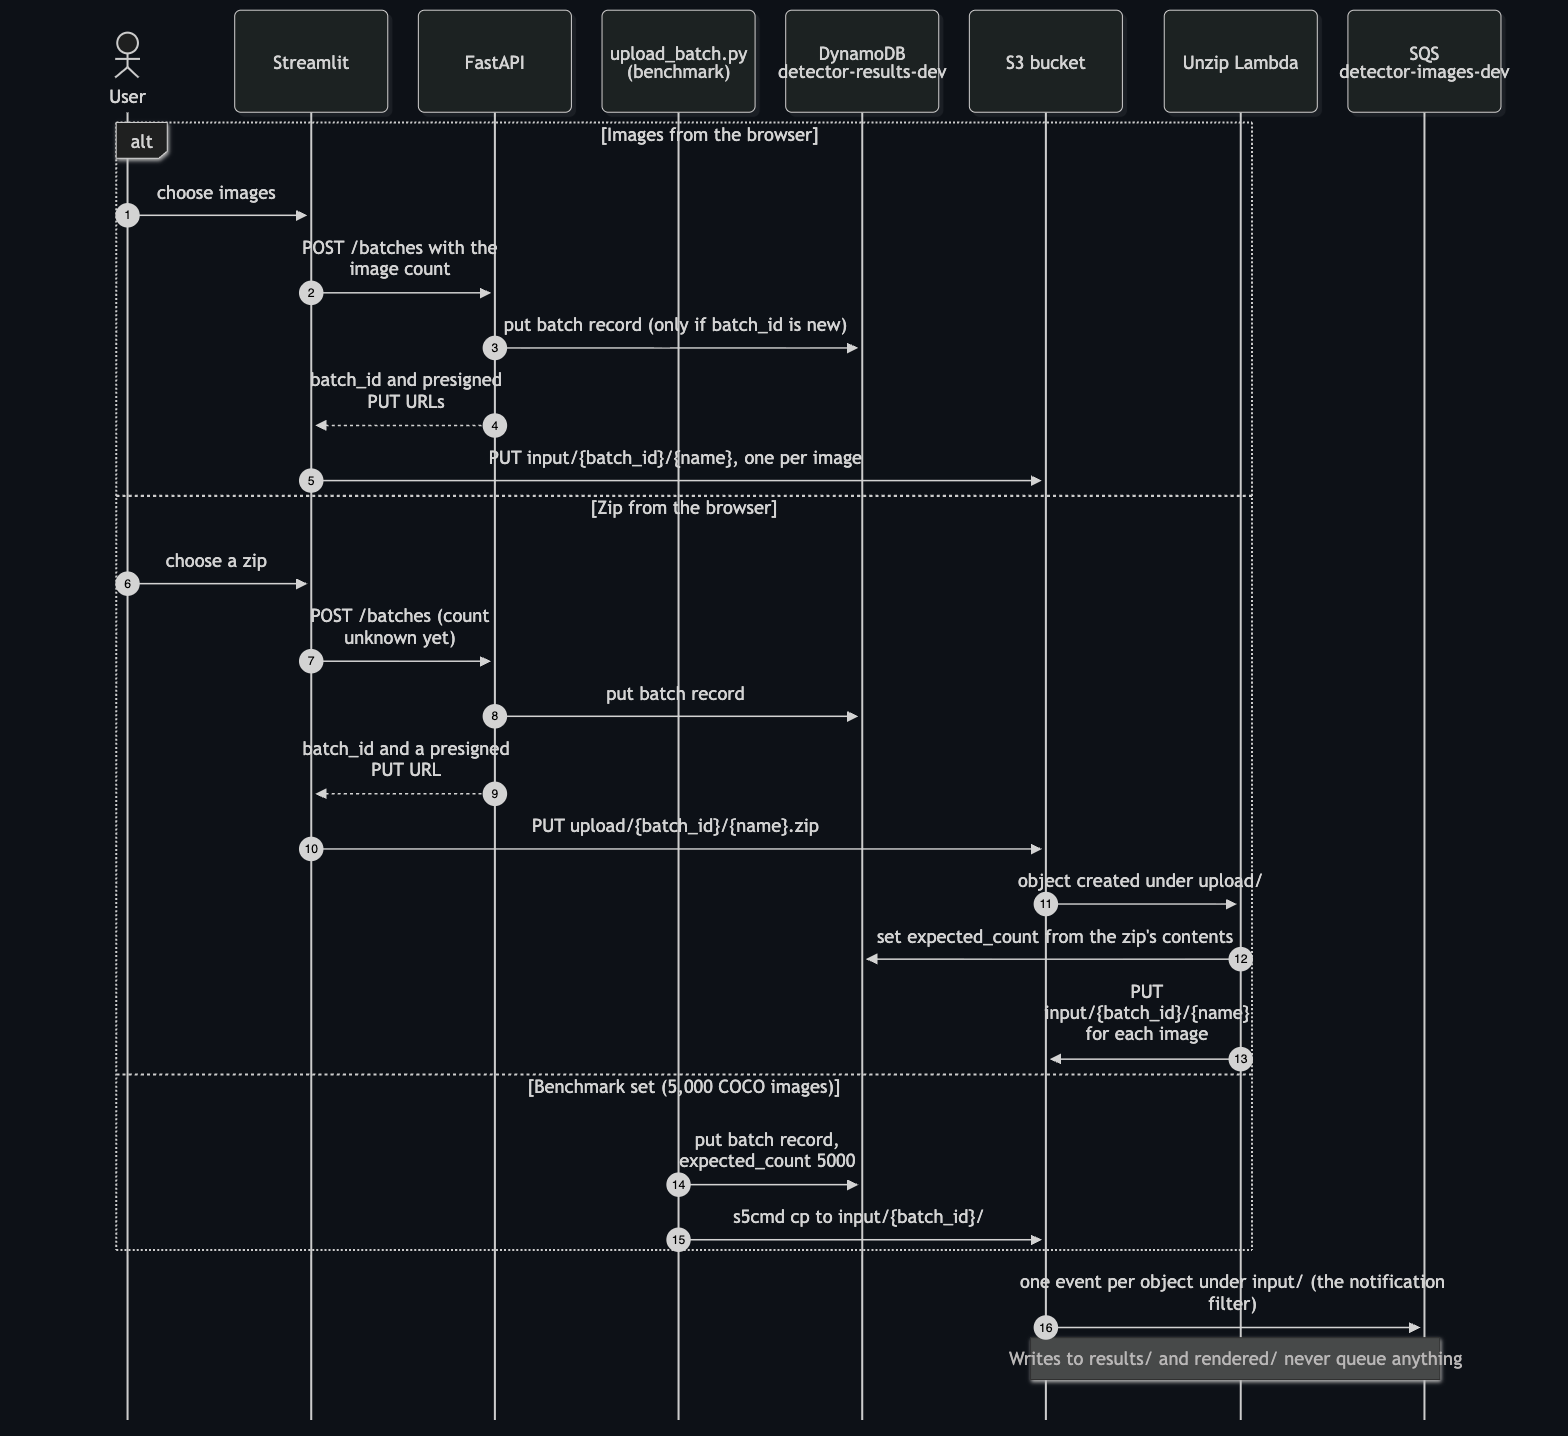 User
Streamlit
FastAPI
upload_batch.py
(benchmark)
DynamoDB
detector-results-dev
S3 bucket
Unzip Lambda
SQS
detector-images-dev
alt
[Images from the browser]
choose images
1
POST /batches with the
image count
2
put batch record (only if batch_id is new)
3
batch_id and presigned
PUT URLs
4
PUT input/{batch_id}/{name}, one per image
5
[Zip from the browser]
choose a zip
6
POST /batches (count
unknown yet)
7
put batch record
8
batch_id and a presigned
PUT URL
9
PUT upload/{batch_id}/{name}.zip
10
object created under upload/
11
set expected_count from the zip's contents
12
PUT
input/{batch_id}/{name}
for each image
13
[Benchmark set (5,000 COCO images)]
put batch record,
expected_count 5000
14
s5cmd cp to input/{batch_id}/
15
one event per object under input/ (the notification
filter)
16
Writes to results/ and rendered/ never queue anything